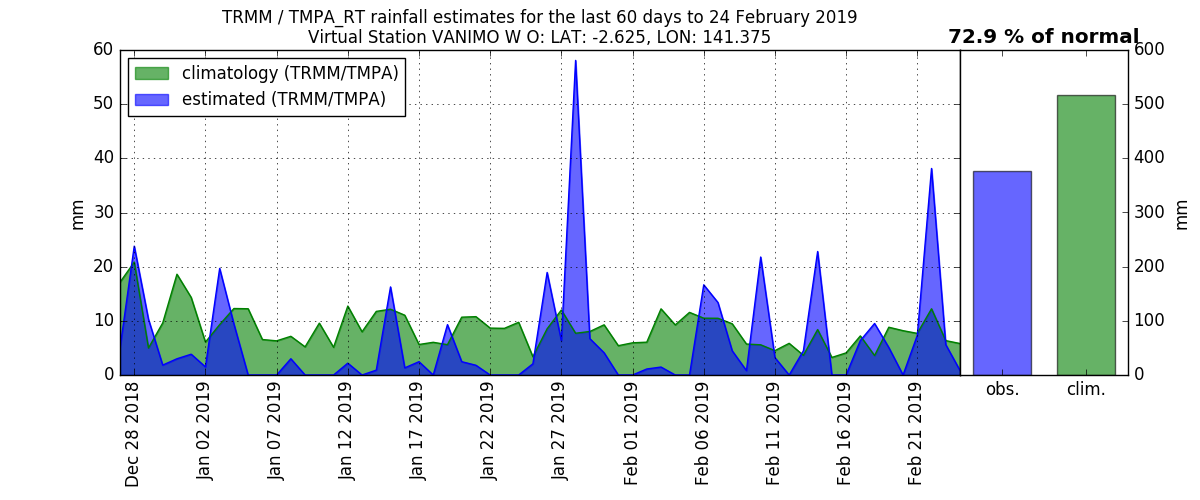 TRMM / TMPA_RT rainfall estimates for the last 60 days to 24 February 2019
Virtual Station VANIMO W O: LAT: -2.625, LON: 141.375
72.9 % of normal
climatology (TRMM/TMPA)
estimated (TRMM/TMPA)
60
50
40
30
20
10
0
mm
Dec 28 2018
Jan 02 2019
Jan 07 2019
Jan 12 2019
Jan 17 2019
Jan 22 2019
Jan 27 2019
Feb 01 2019
Feb 06 2019
Feb 11 2019
Feb 16 2019
Feb 21 2019
600
500
400
300
200
100
0
mm
obs.
clim.